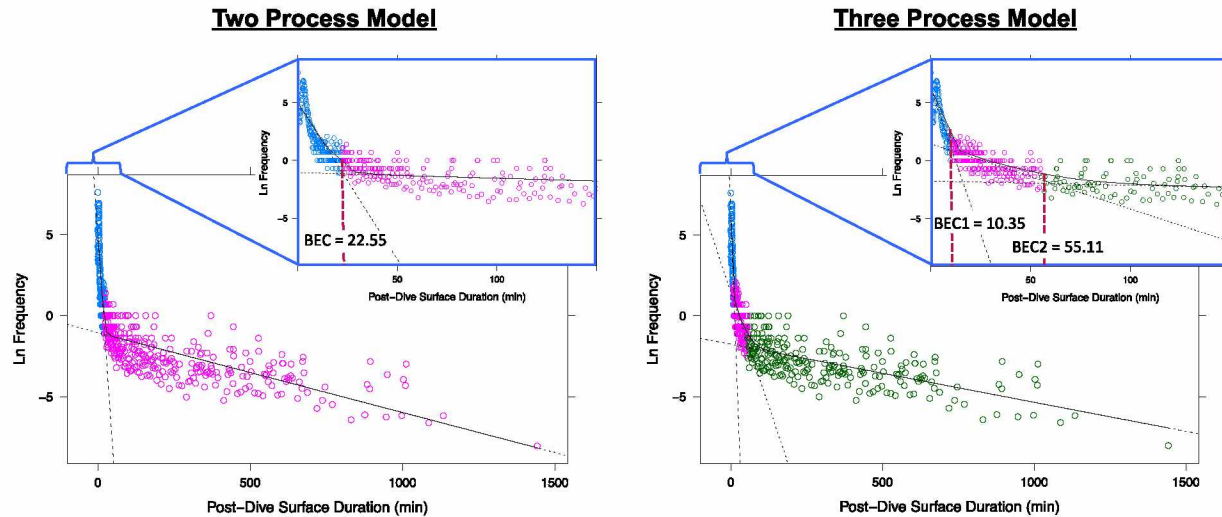 Two Process Model
Ln Frequency
5
0
−5
BEC = 22.55
50
100
Post−Dive Surface Duration (min)
Ln Frequency
5
0
−5
0
500
1000
1500
Post−Dive Surface Duration (min)
Three Process Model
Ln Frequency
5
0
−5
BEC1 = 10.35
BEC2 = 55.11
50
100
Post−Dive Surface Duration (min)
Ln Frequency
5
0
−5
0
500
1000
1500
Post−Dive Surface Duration (min)